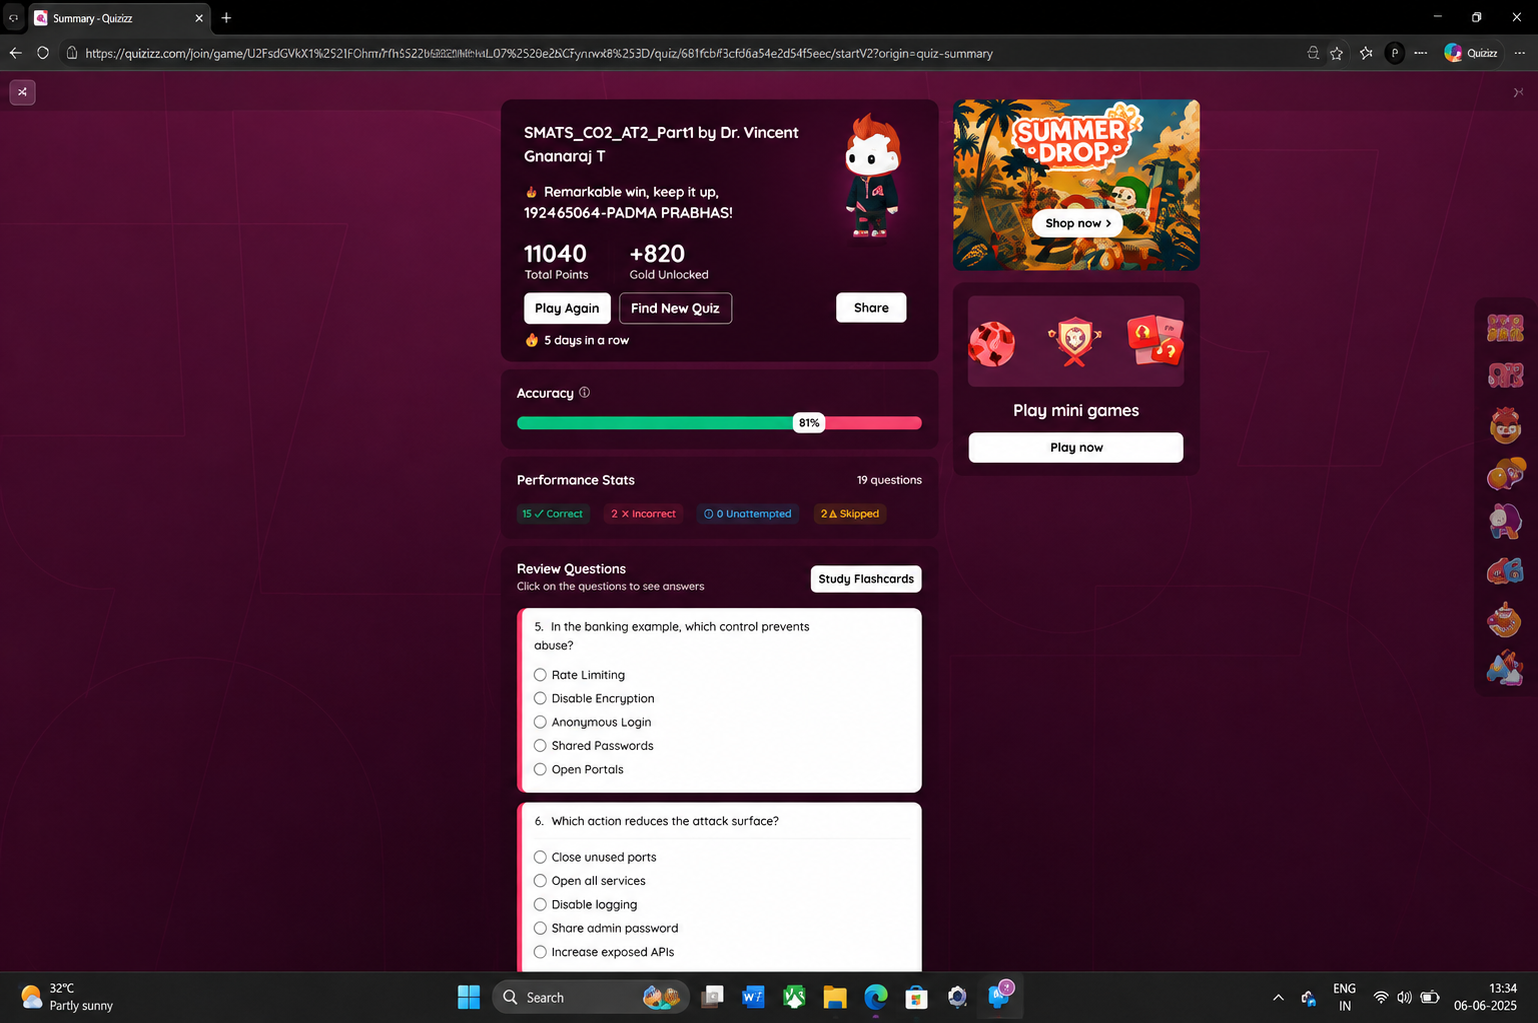 Summary - Quizizz
Quizizz
SMATS_CO2_AT2_Part1 by Dr. Vincent
Gnanaraj T
Remarkable win, keep it up,
192465064-PADMA PRABHAS!
11040
Total Points
+820
Gold Unlocked
Play Again
Find New Quiz
Share
5 days in a row
SUMMER
DROP
Shop now
Play mini games
Play now
Accuracy
81%
Performance Stats
19 questions
15 ✓ Correct
2 × Incorrect
0 Unattempted
2 Skipped
Review Questions
Click on the questions to see answers
Study Flashcards
5. In the banking example, which control prevents
abuse?
Rate Limiting
Disable Encryption
Anonymous Login
Shared Passwords
Open Portals
6. Which action reduces the attack surface?
Close unused ports
Open all services
Disable logging
Share admin password
Increase exposed APIs
32°C
Partly sunny
Search
ENG
IN
13:34
06-06-2025